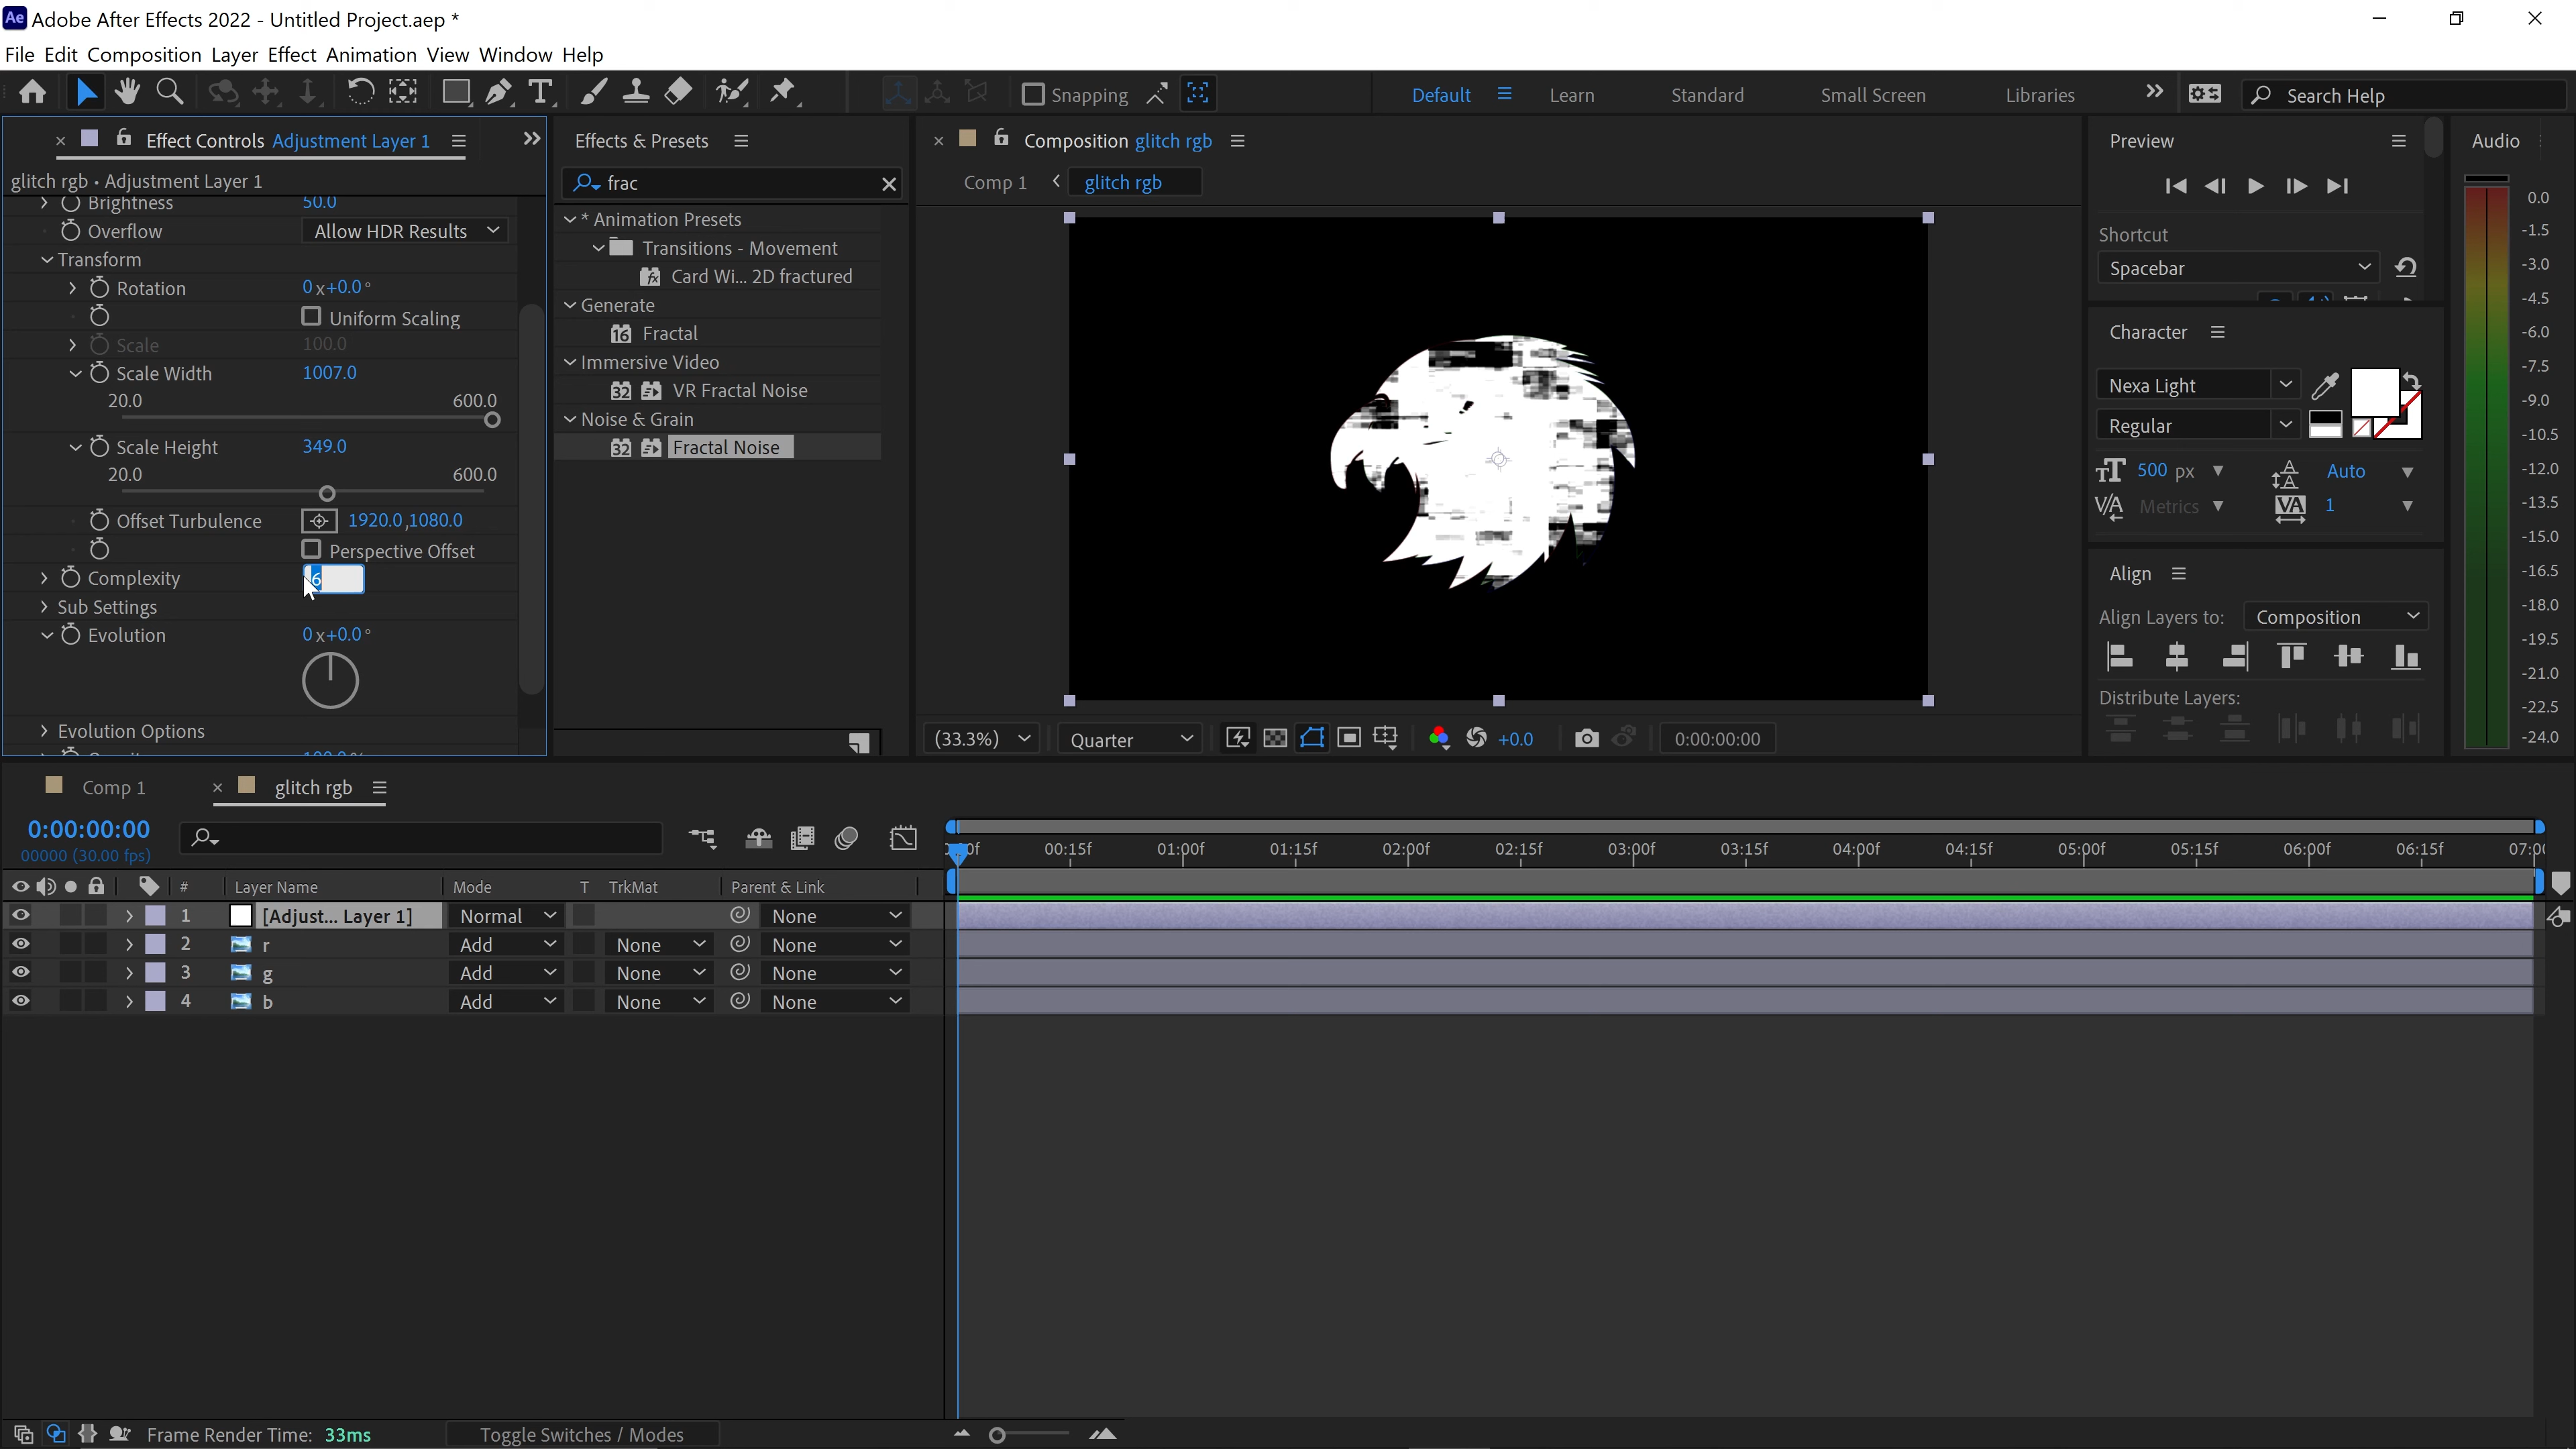 Ae Adobe After Effects 2022 - Untitled Project.aep *
File Edit Composition Layer Effect Animation View Window Help
Snapping Default Learn Standard Small Screen Libraries Search Help
Effect Controls Adjustment Layer 1
glitch rgb • Adjustment Layer 1
Brightness 50.0
Overflow Allow HDR Results
Transform
Rotation 0 x+0.0°
Uniform Scaling
Scale 100.0
Scale Width 1007.0
20.0 600.0
Scale Height 349.0
20.0 600.0
Offset Turbulence 1920.0,1080.0
Perspective Offset
Complexity 6
Sub Settings
Evolution 0 x+0.0°
Evolution Options
Effects & Presets
frac
* Animation Presets
Transitions - Movement
Card Wi... 2D fractured
Generate
16 Fractal
Immersive Video
32 VR Fractal Noise
Noise & Grain
32 Fractal Noise
Composition glitch rgb
Comp 1 glitch rgb
(33.3%) Quarter +0.0 0:00:00:00
Preview
Shortcut
Spacebar
Character
Nexa Light
Regular
500 px Auto
Metrics 1
Align
Align Layers to: Composition
Distribute Layers:
Audio
0.0
-1.5
-3.0
-4.5
-6.0
-7.5
-9.0
-10.5
-12.0
-13.5
-15.0
-16.5
-18.0
-19.5
-21.0
-22.5
-24.0
Comp 1 glitch rgb
0:00:00:00
00000 (30.00 fps)
00:15f 01:00f 01:15f 02:00f 02:15f 03:00f 03:15f 04:00f 04:15f 05:00f 05:15f 06:00f 06:15f
# Layer Name Mode T TrkMat Parent & Link
1 [Adjust... Layer 1] Normal None
2 r Add None None
3 g Add None None
4 b Add None None
Frame Render Time: 33ms Toggle Switches / Modes